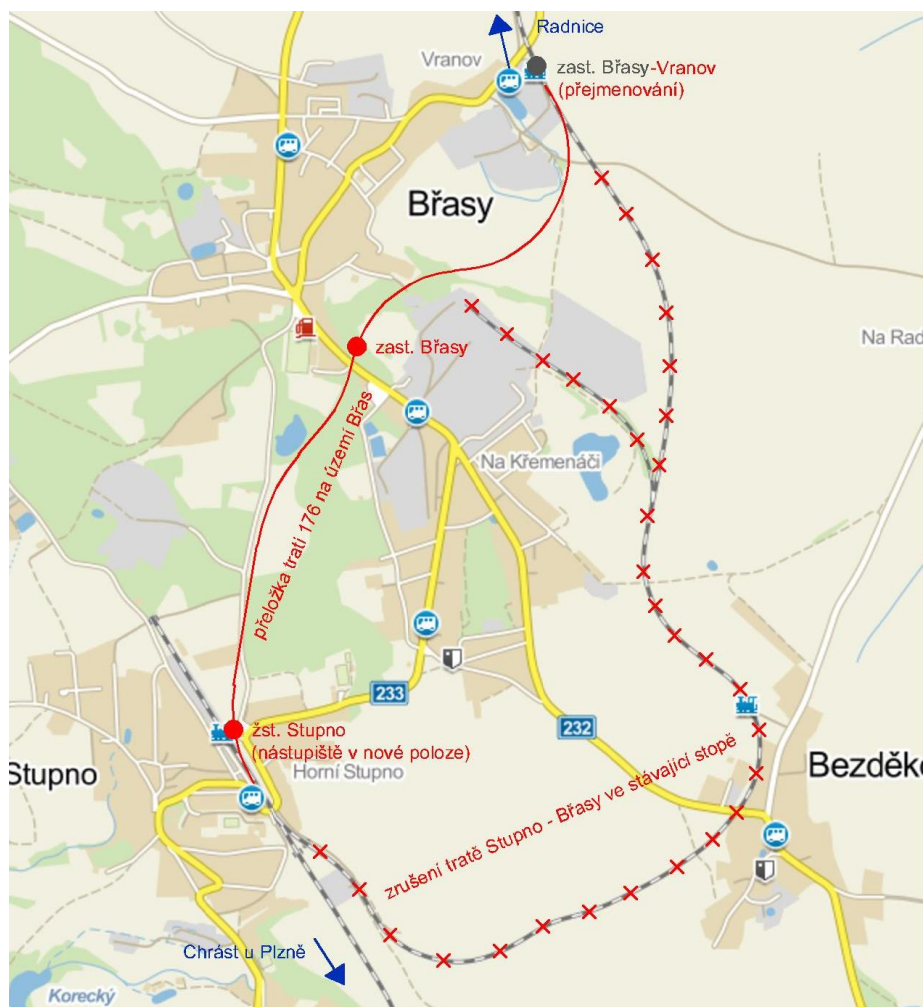 Radnice
Vranov
zast. Břasy-Vranov
(přejmenování)
Břasy
Na Rad
zast. Břasy
přeložka trati 176 na území Břas
Na Křemenáči
233
232
žst. Stupno
(nástupiště v nové poloze)
Stupno
Horní Stupno
Bezděko
zrušení tratě Stupno - Břasy ve stávající stopě
Chrást u Plzně
Korecký